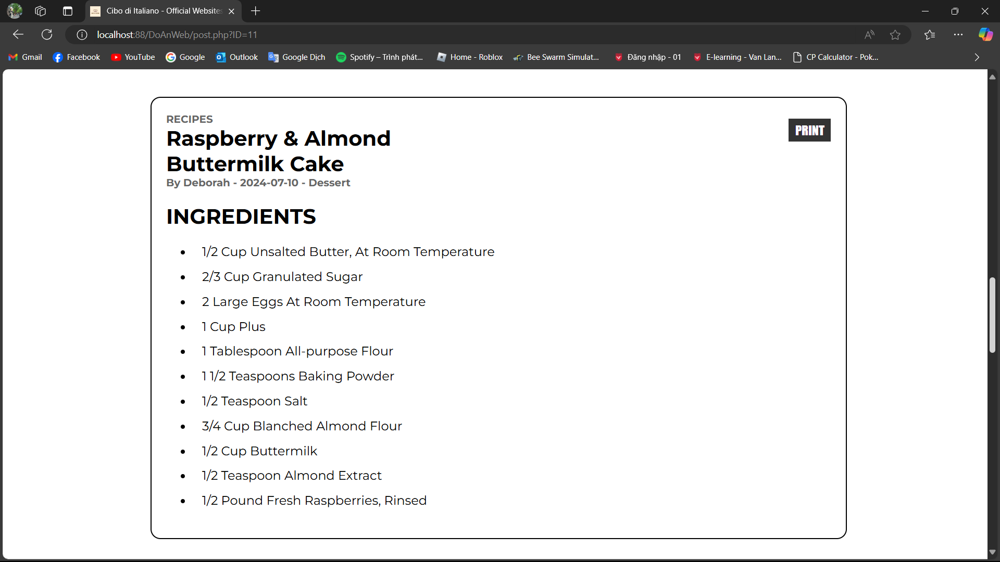 Cibo di Italiano - Official Websites
localhost:88/DoAnWeb/post.php?ID=11
Gmail Facebook YouTube Google Outlook Google Dịch Spotify – Trình phát... Home - Roblox Bee Swarm Simulat... Đăng nhập - 01 E-learning - Van Lan... CP Calculator - Pok...
RECIPES
PRINT
Raspberry & Almond
Buttermilk Cake
By Deborah - 2024-07-10 - Dessert
INGREDIENTS
• 1/2 Cup Unsalted Butter, At Room Temperature
• 2/3 Cup Granulated Sugar
• 2 Large Eggs At Room Temperature
• 1 Cup Plus
• 1 Tablespoon All-purpose Flour
• 1 1/2 Teaspoons Baking Powder
• 1/2 Teaspoon Salt
• 3/4 Cup Blanched Almond Flour
• 1/2 Cup Buttermilk
• 1/2 Teaspoon Almond Extract
• 1/2 Pound Fresh Raspberries, Rinsed